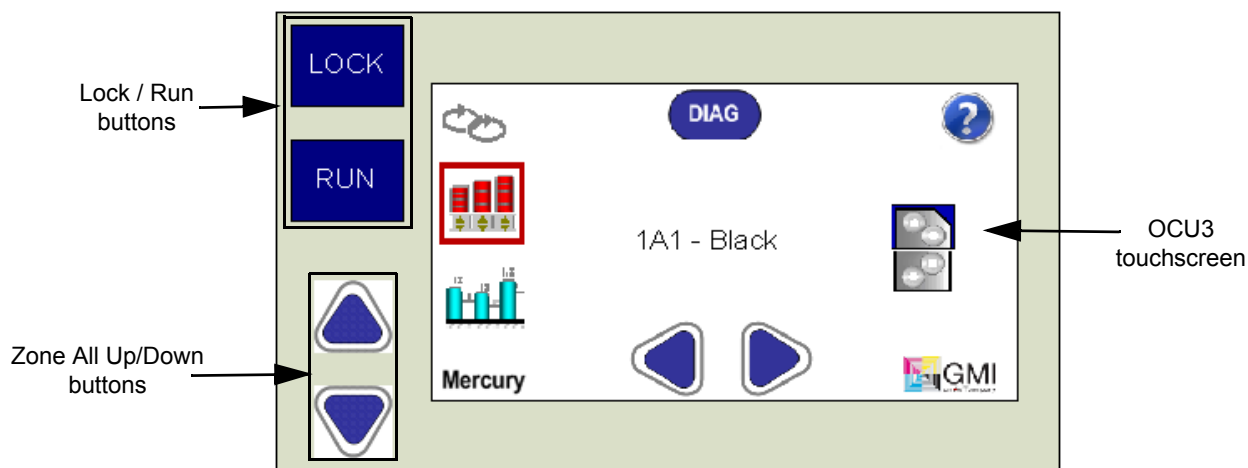 LOCK
RUN
Lock / Run
buttons
Zone All Up/Down
buttons
DIAG
?
1A1 - Black
Mercury
GMI
OCU3
touchscreen